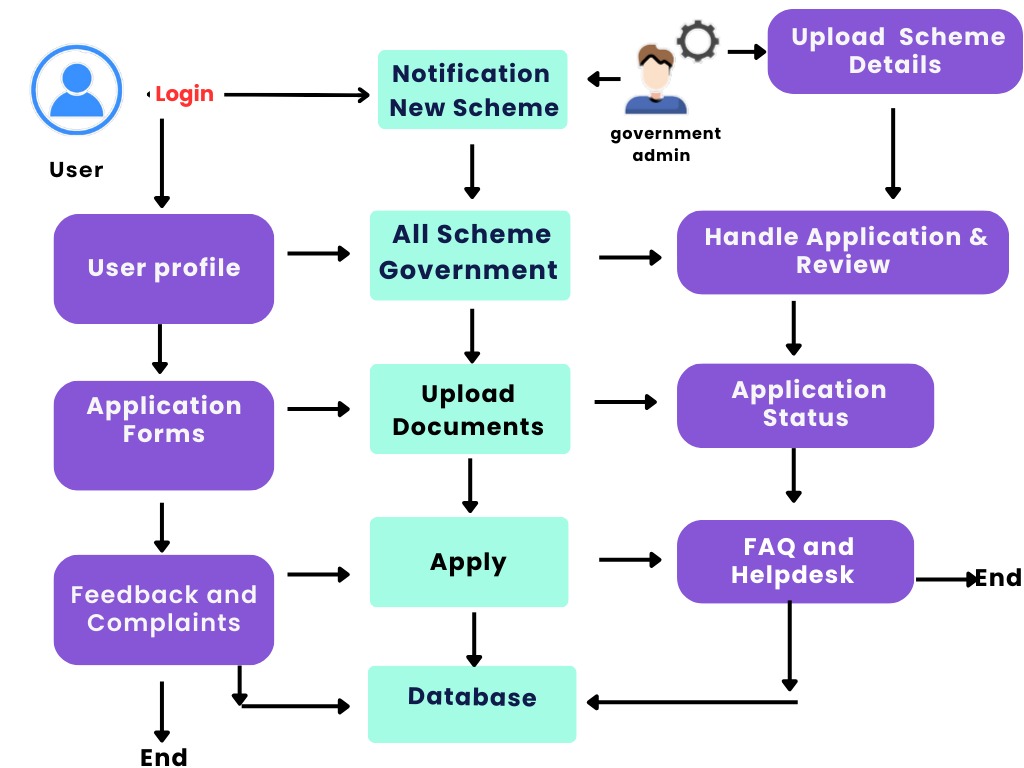 Login
User
Notification
New Scheme
government
admin
Upload Scheme
Details
User profile
All Scheme
Government
Handle Application &
Review
Application
Forms
Upload
Documents
Application
Status
Feedback and
Complaints
Apply
FAQ and
Helpdesk
End
Database
End